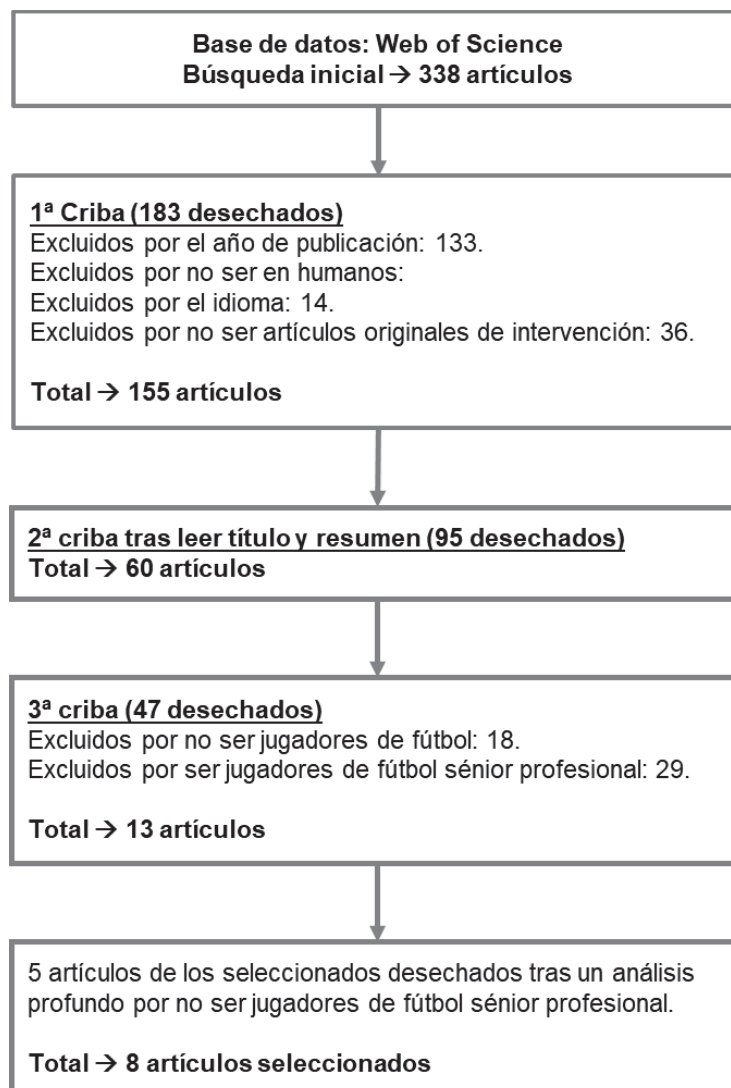 Base de datos: Web of Science
Búsqueda inicial → 338 artículos
1ª Criba (183 desechados)
Excluidos por el año de publicación: 133.
Excluidos por no ser en humanos:
Excluidos por el idioma: 14.
Excluidos por no ser artículos originales de intervención: 36.
Total → 155 artículos
2ª criba tras leer título y resumen (95 desechados)
Total → 60 artículos
3ª criba (47 desechados)
Excluidos por no ser jugadores de fútbol: 18.
Excluidos por ser jugadores de fútbol sénior profesional: 29.
Total → 13 artículos
5 artículos de los seleccionados desechados tras un análisis
profundo por no ser jugadores de fútbol sénior profesional.
Total → 8 artículos seleccionados